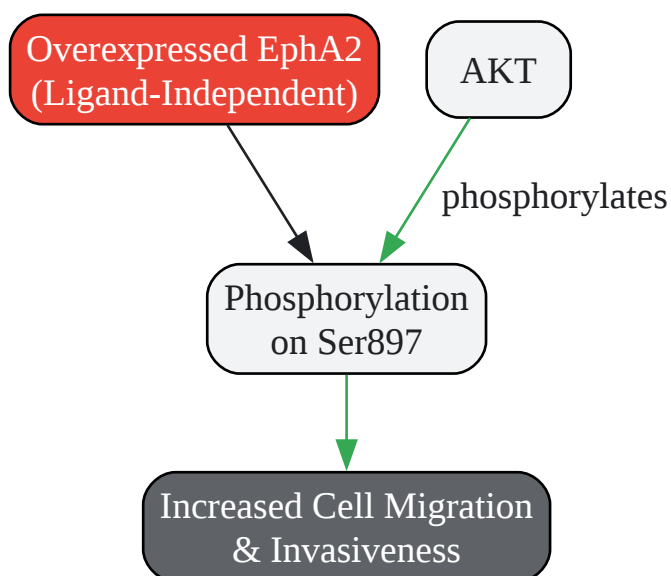 Overexpressed EphA2
(Ligand-Independent)
AKT
phosphorylates
Phosphorylation
on Ser897
Increased Cell Migration
& Invasiveness